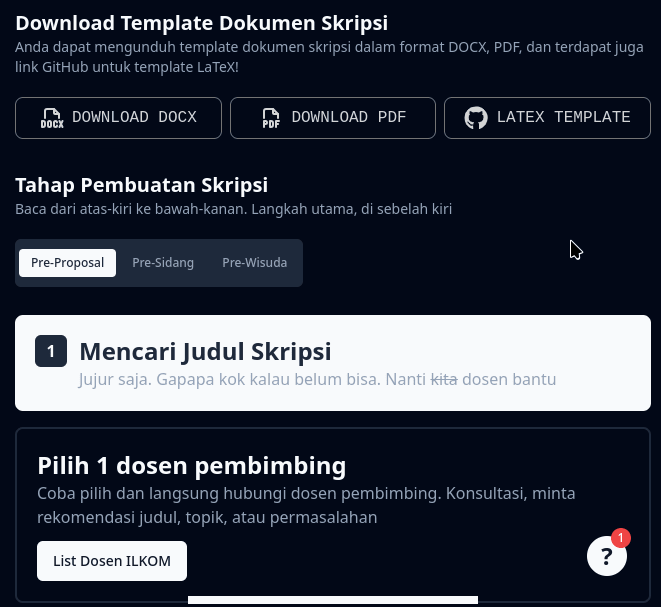 Download Template Dokumen Skripsi
Anda dapat mengunduh template dokumen skripsi dalam format DOCX, PDF, dan terdapat juga
link GitHub untuk template LaTeX!
DOCX DOWNLOAD DOCX
PDF DOWNLOAD PDF
LATEX TEMPLATE
Tahap Pembuatan Skripsi
Baca dari atas-kiri ke bawah-kanan. Langkah utama, di sebelah kiri
Pre-Proposal Pre-Sidang Pre-Wisuda
1 Mencari Judul Skripsi
Jujur saja. Gapapa kok kalau belum bisa. Nanti kita dosen bantu
Pilih 1 dosen pembimbing
Coba pilih dan langsung hubungi dosen pembimbing. Konsultasi, minta
rekomendasi judul, topik, atau permasalahan
List Dosen ILKOM
? 1